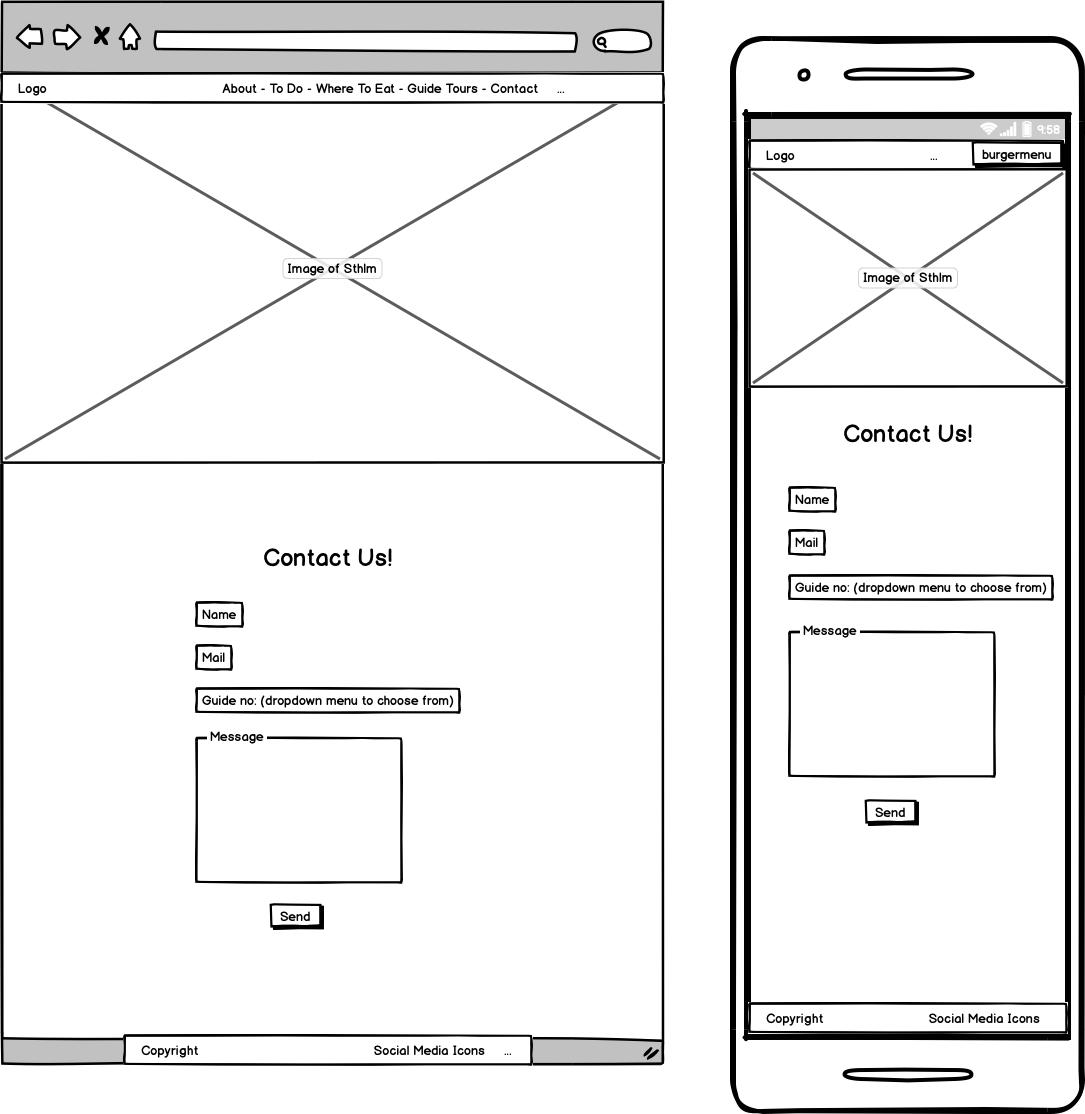 Logo
About - To Do - Where To Eat - Guide Tours - Contact ...
Image of Sthlm
Contact Us!
Name
Mail
Guide no: (dropdown menu to choose from)
Message
Send
Copyright
Social Media Icons ...
9:58
Logo
...
burgermenu
Image of Sthlm
Contact Us!
Name
Mail
Guide no: (dropdown menu to choose from)
Message
Send
Copyright
Social Media Icons